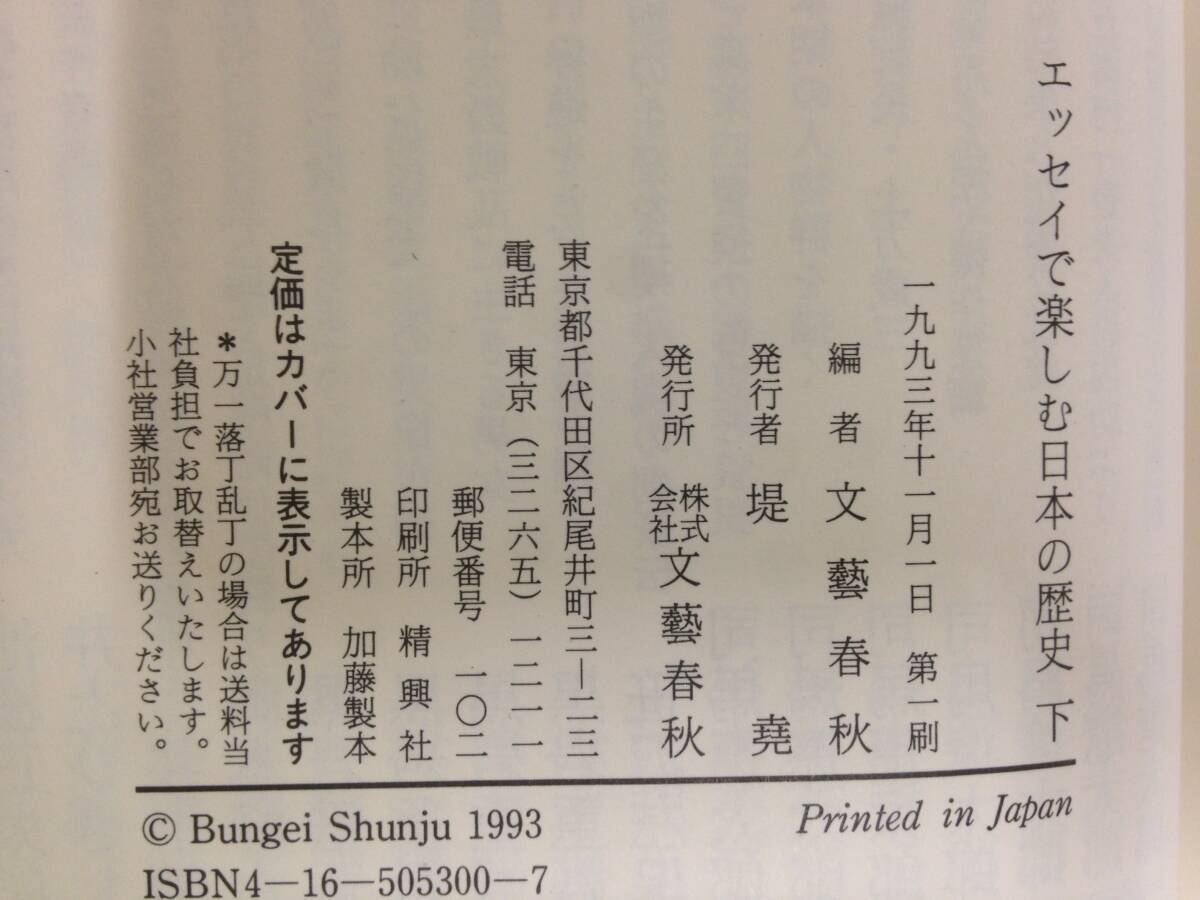 エッセイで楽しむ日本の歴史 下
一九九三年十一月一日 第一刷
編者 文藝春秋
発行者 堤 堯
発行所 株式会社文藝春秋
東京都千代田区紀尾井町三―二三
電話 東京(三二六五)一二一一
郵便番号 一〇二
印刷所 精興社
製本所 加藤製本
定価はカバーに表示してあります
*万一落丁乱丁の場合は送料当
社負担でお取替えいたします。
小社営業部宛お送りください。
© Bungei Shunju 1993
Printed in Japan
ISBN4―16―505300―7